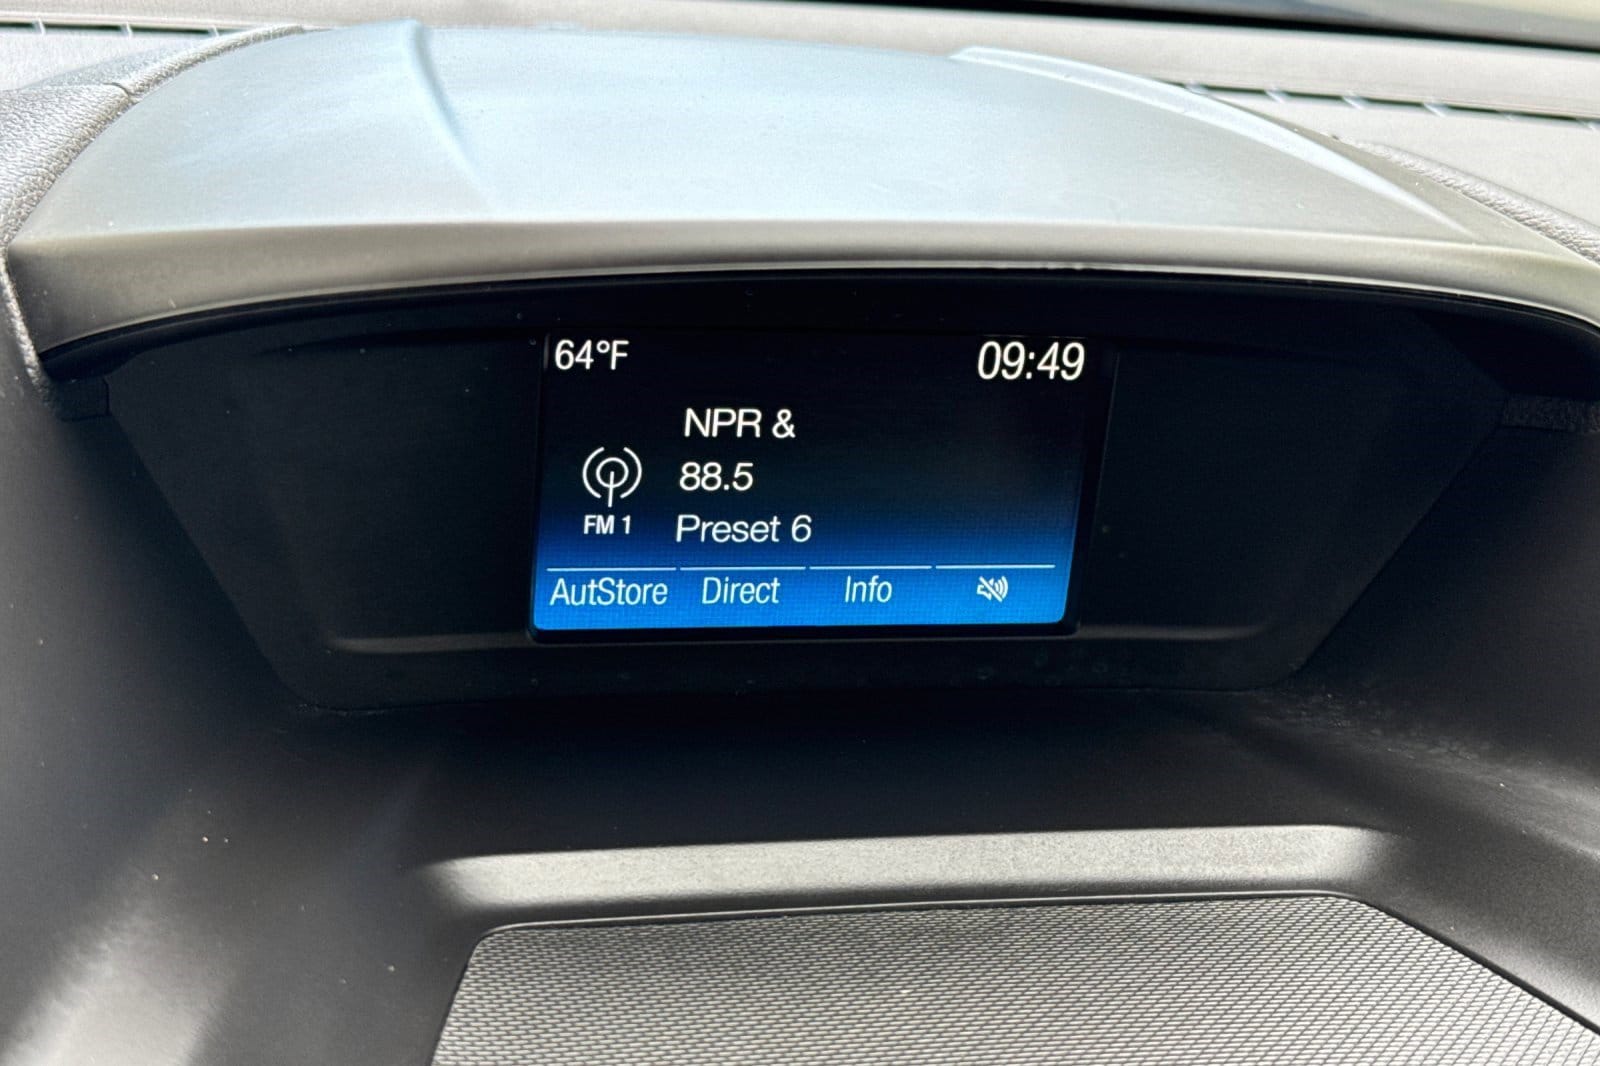 64°F
09:49
NPR &
88.5
FM 1
Preset 6
AutStore Direct Info